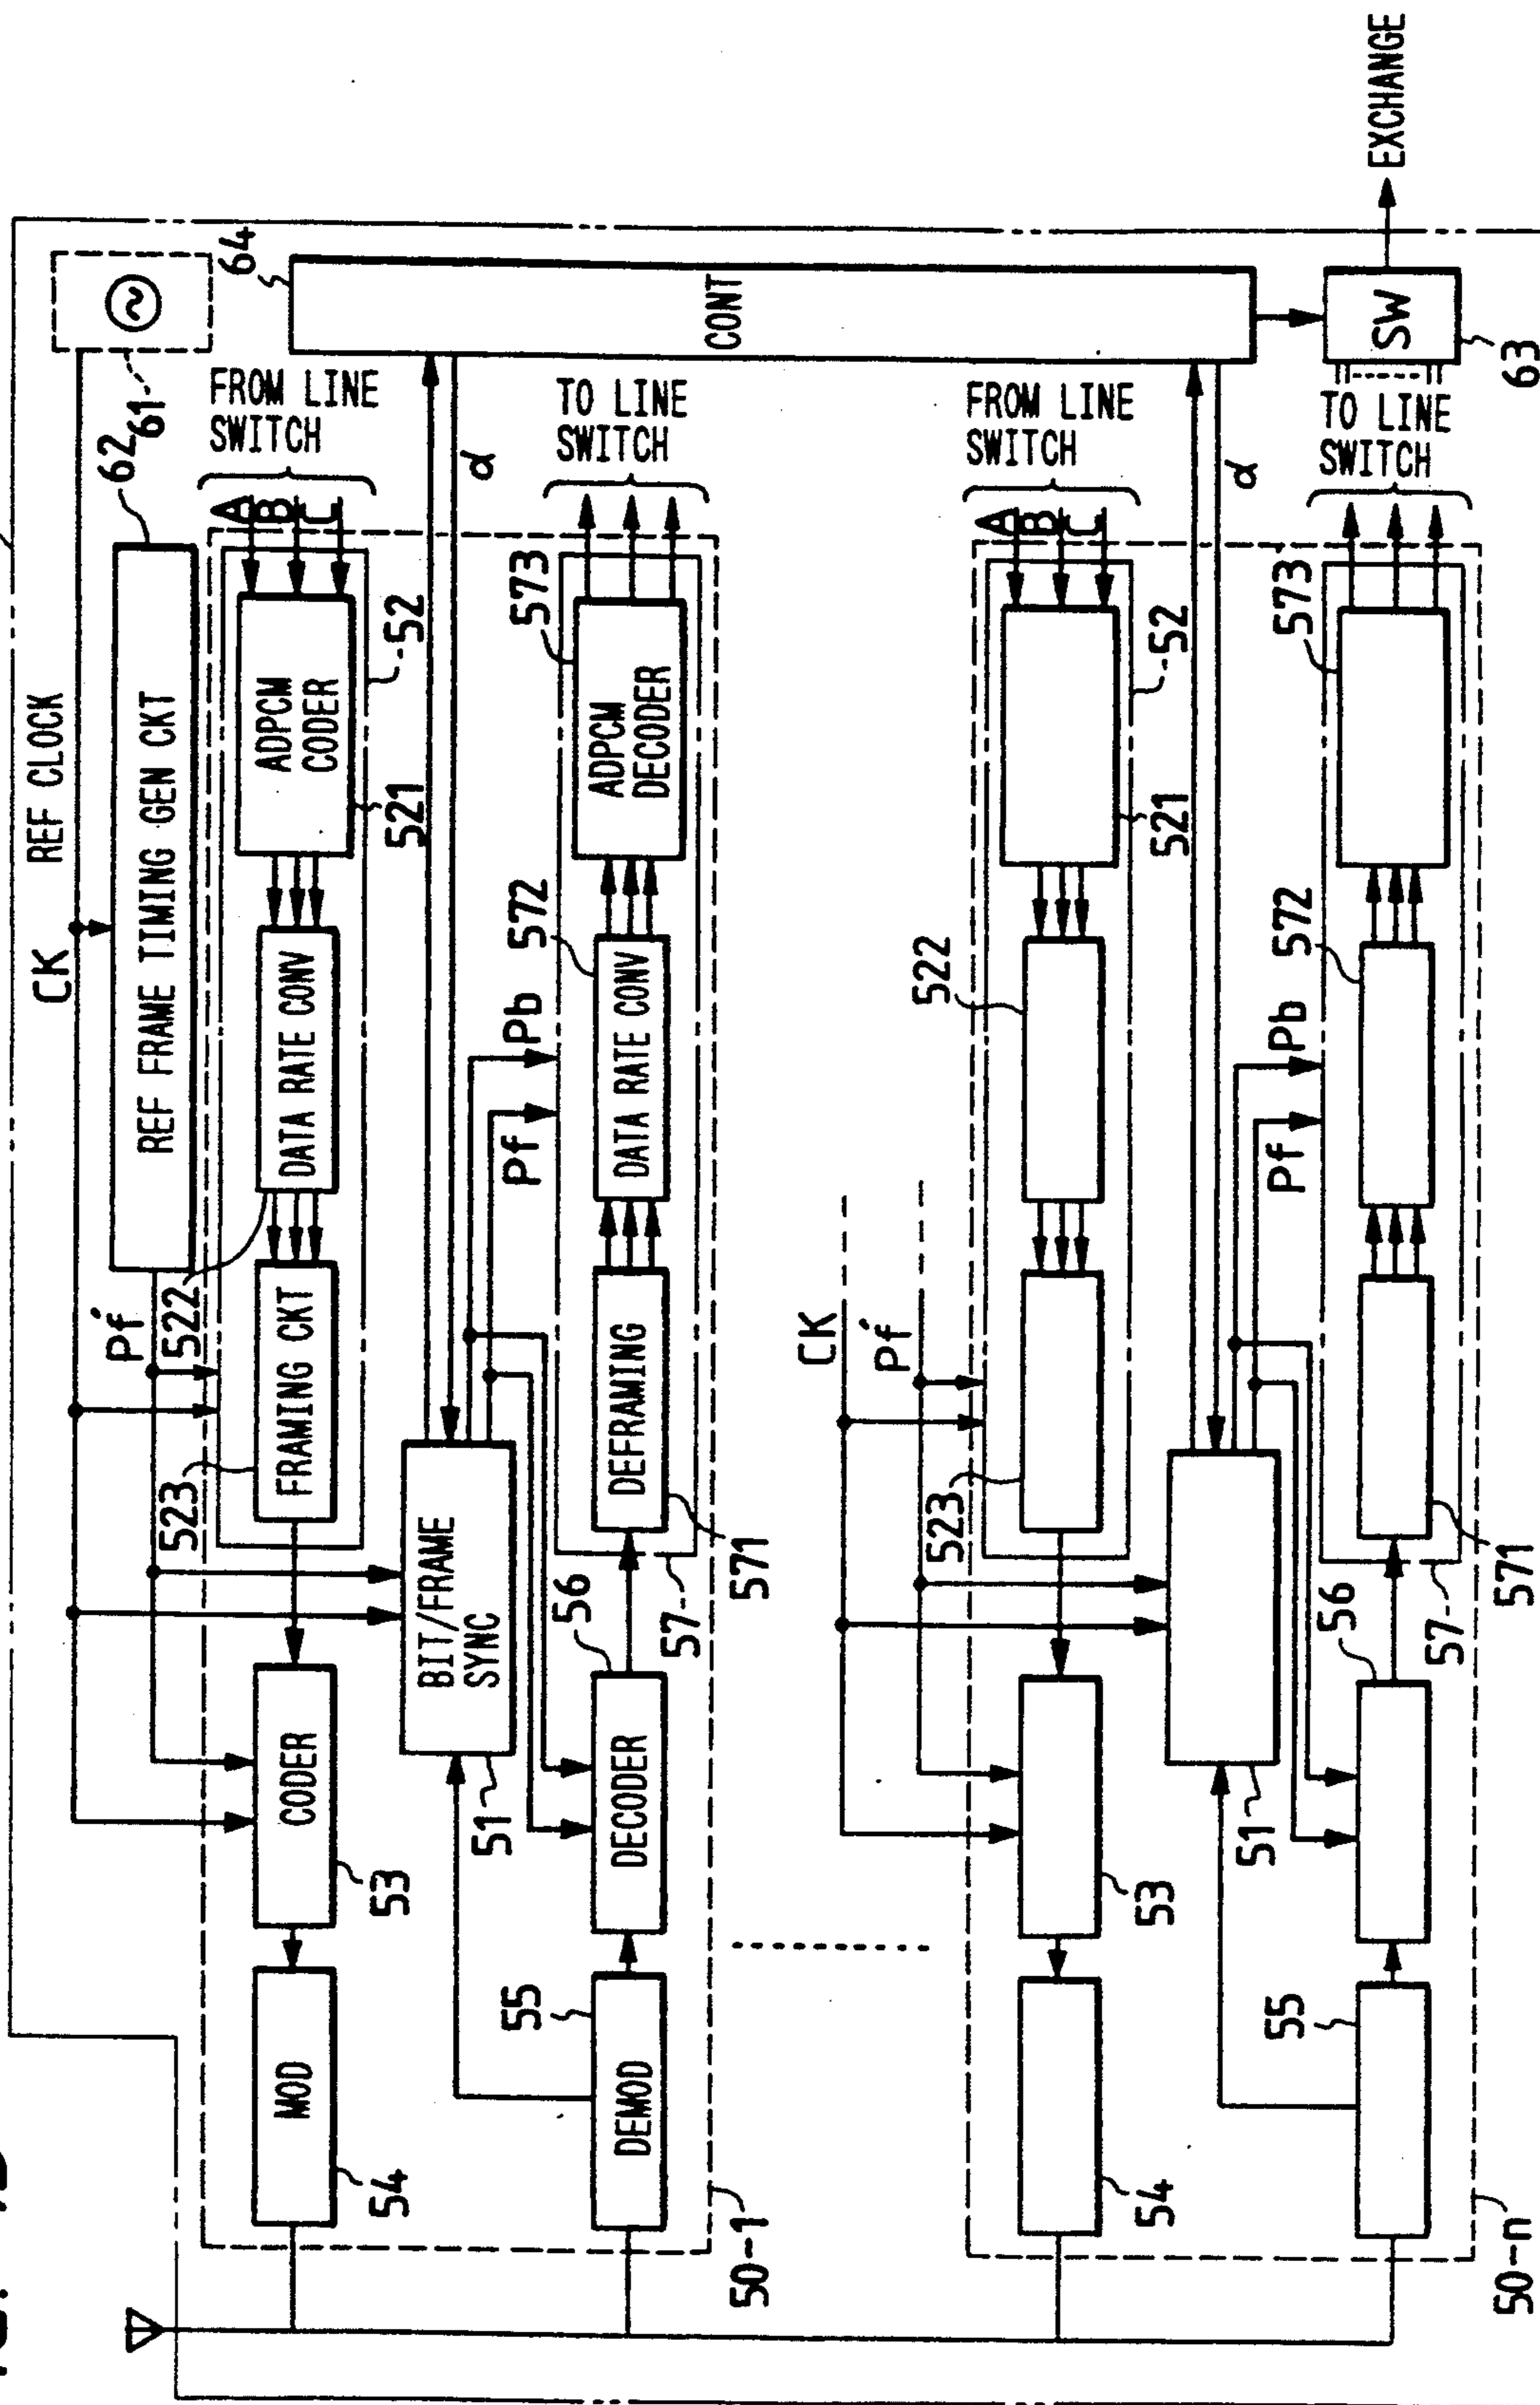 CK REF CLOCK
61
62
REF FRAME TIMING GEN CKT
Pf'
FROM LINE
SWITCH
A
B
C
64
CONT
54
MOD
53
CODER
523
FRAMING CKT
522
DATA RATE CONV
521
ADPCM
CODER
52
51
BIT/FRAME
SYNC
α
Pf
Pb
55
DEMOD
56
DECODER
57
571
DEFRAMING
572
DATA RATE CONV
573
ADPCM
DECODER
TO LINE
SWITCH
50-1
CK
Pf'
FROM LINE
SWITCH
A
B
C
54
53
523
522
521
52
51
α
Pf
Pb
55
56
57
571
572
573
TO LINE
SWITCH
SW
63
EXCHANGE
50-n